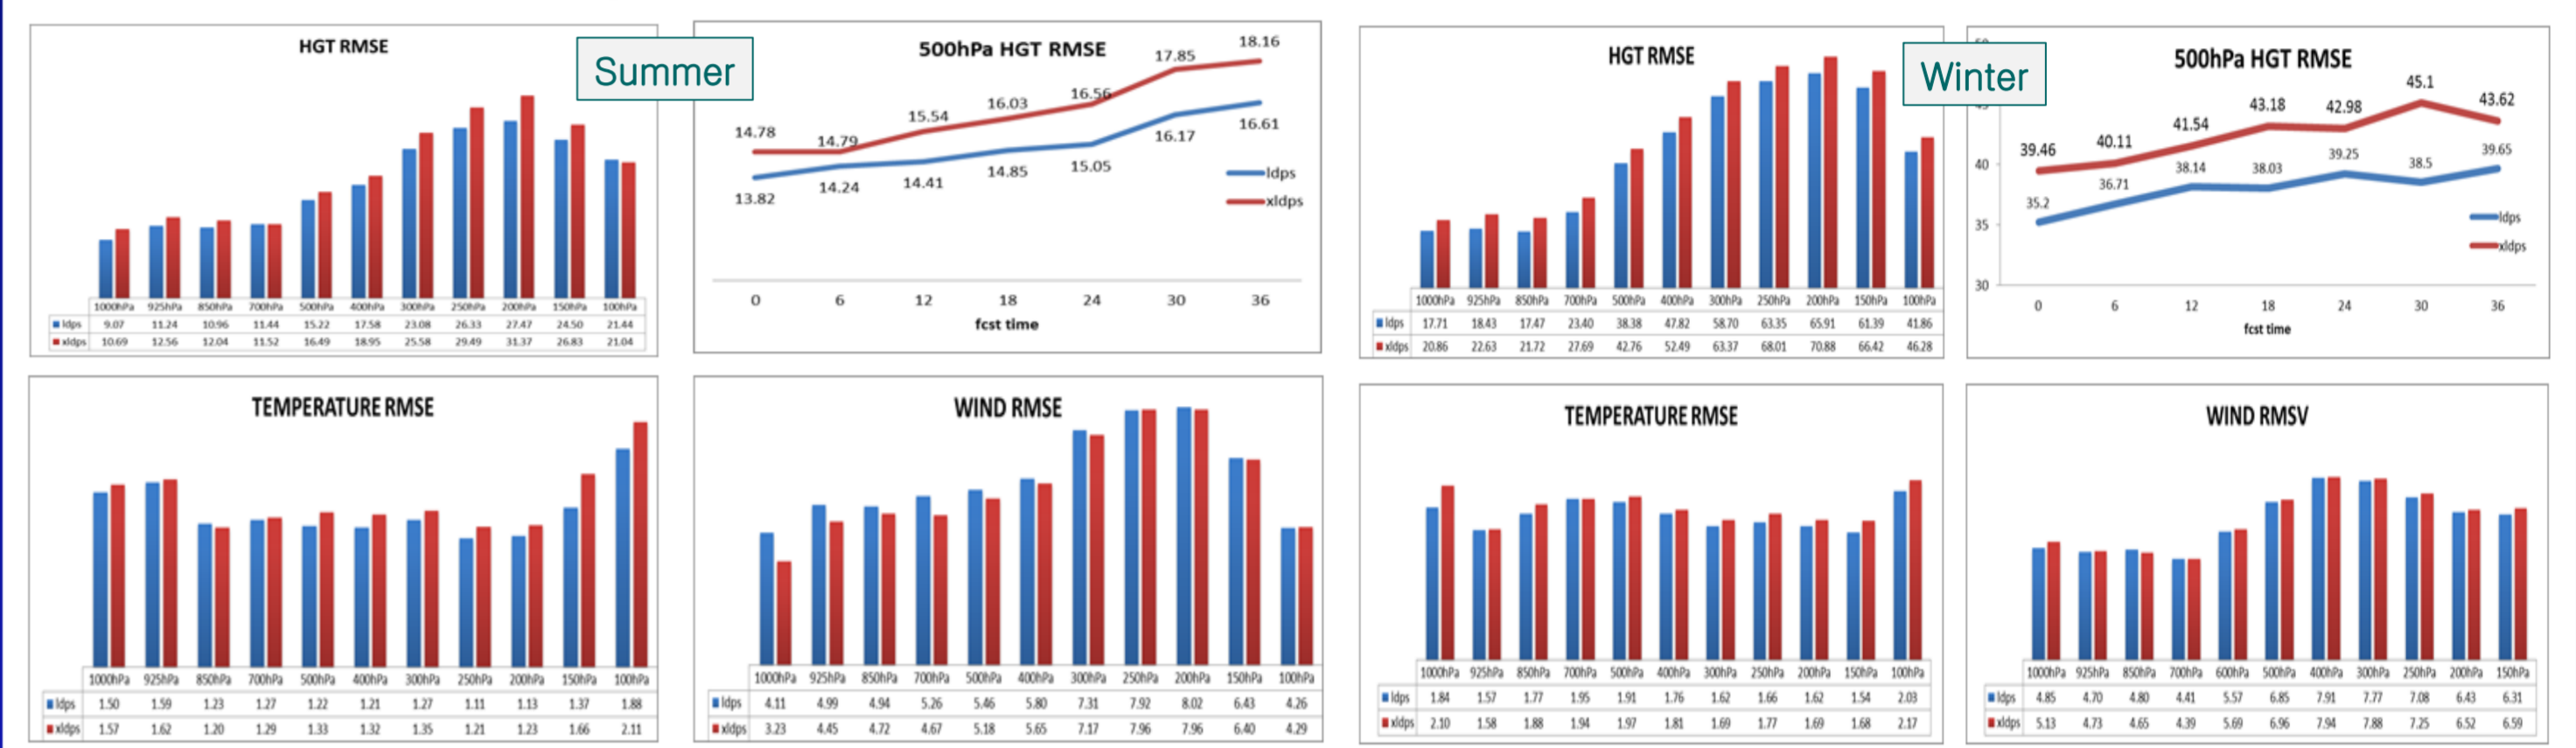 HGT RMSE
1000hPa 925hPa 850hPa 700hPa 500hPa 400hPa 300hPa 250hPa 200hPa 150hPa 100hPa
ldps 9.07 11.24 10.96 11.44 15.22 17.58 23.08 26.33 27.47 24.50 21.44
xldps 10.69 12.56 12.04 11.52 16.49 18.95 25.58 29.49 31.37 26.83 21.04
Summer
500hPa HGT RMSE
14.78 14.79 15.54 16.03 16.56 17.85 18.16
13.82 14.24 14.41 14.85 15.05 16.17 16.61
ldps
xldps
0 6 12 18 24 30 36
fcst time
HGT RMSE
1000hPa 925hPa 850hPa 700hPa 500hPa 400hPa 300hPa 250hPa 200hPa 150hPa 100hPa
ldps 17.71 18.43 17.47 23.40 38.38 47.82 58.70 63.35 65.91 61.39 41.86
xldps 20.86 22.63 21.72 27.69 42.76 52.49 63.37 68.01 70.88 66.42 46.28
Winter
500hPa HGT RMSE
39.46 40.11 41.54 43.18 42.98 45.1 43.62
35.2 36.71 38.14 38.03 39.25 38.5 39.65
40
35
30
ldps
xldps
0 6 12 18 24 30 36
fcst time
TEMPERATURE RMSE
1000hPa 925hPa 850hPa 700hPa 500hPa 400hPa 300hPa 250hPa 200hPa 150hPa 100hPa
ldps 1.50 1.59 1.23 1.27 1.22 1.21 1.27 1.11 1.13 1.37 1.88
xldps 1.57 1.62 1.20 1.29 1.33 1.32 1.35 1.21 1.23 1.66 2.11
WIND RMSE
1000hPa 925hPa 850hPa 700hPa 500hPa 400hPa 300hPa 250hPa 200hPa 150hPa 100hPa
ldps 4.11 4.99 4.94 5.26 5.46 5.80 7.31 7.92 8.02 6.43 4.26
xldps 3.23 4.45 4.72 4.67 5.18 5.65 7.17 7.96 7.96 6.40 4.29
TEMPERATURE RMSE
1000hPa 925hPa 850hPa 700hPa 500hPa 400hPa 300hPa 250hPa 200hPa 150hPa 100hPa
ldps 1.84 1.57 1.77 1.95 1.91 1.76 1.62 1.66 1.62 1.54 2.03
xldps 2.10 1.58 1.88 1.94 1.97 1.81 1.69 1.77 1.69 1.68 2.17
WIND RMSV
1000hPa 925hPa 850hPa 700hPa 600hPa 500hPa 400hPa 300hPa 250hPa 200hPa 150hPa
ldps 4.85 4.70 4.80 4.41 5.57 6.85 7.91 7.77 7.08 6.43 6.31
xldps 5.13 4.73 4.65 4.39 5.69 6.96 7.94 7.88 7.25 6.52 6.59